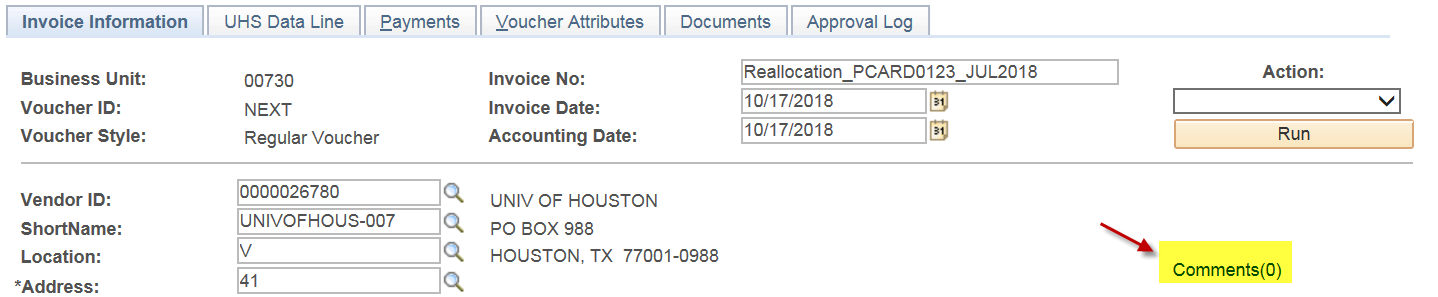 Invoice Information UHS Data Line Payments Voucher Attributes Documents Approval Log
Business Unit: 00730 Invoice No: Reallocation_PCARD0123_JUL2018 Action:
Voucher ID: NEXT Invoice Date: 10/17/2018 31
Voucher Style: Regular Voucher Accounting Date: 10/17/2018 31 Run
Vendor ID: 0000026780 UNIV OF HOUSTON
ShortName: UNIVOFHOUS-007 PO BOX 988
Location: V HOUSTON, TX 77001-0988
Comments(0)
*Address: 41